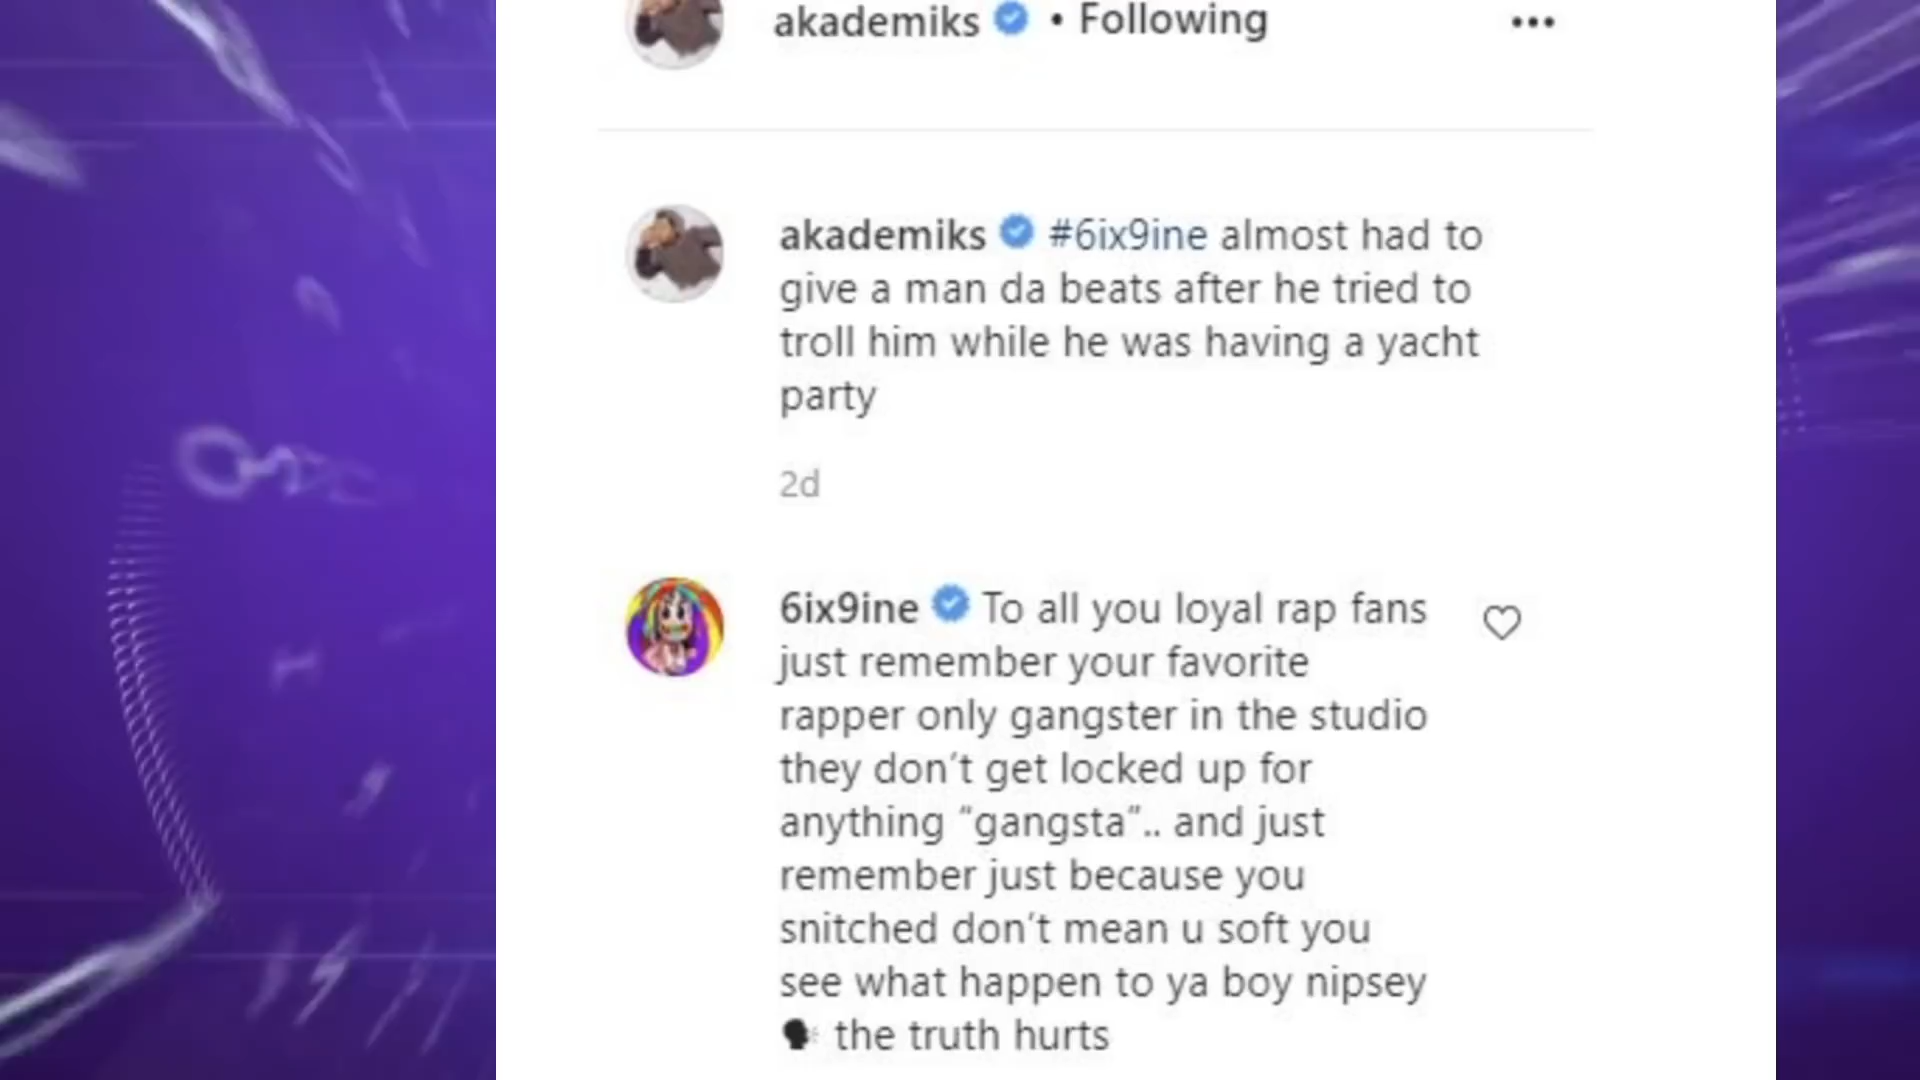 akademiks • Following •••
akademiks #6ix9ine almost had to
give a man da beats after he tried to
troll him while he was having a yacht
party
2d
6ix9ine To all you loyal rap fans
just remember your favorite
rapper only gangster in the studio
they don’t get locked up for
anything “gangsta”.. and just
remember just because you
snitched don’t mean u soft you
see what happen to ya boy nipsey
🗣 the truth hurts